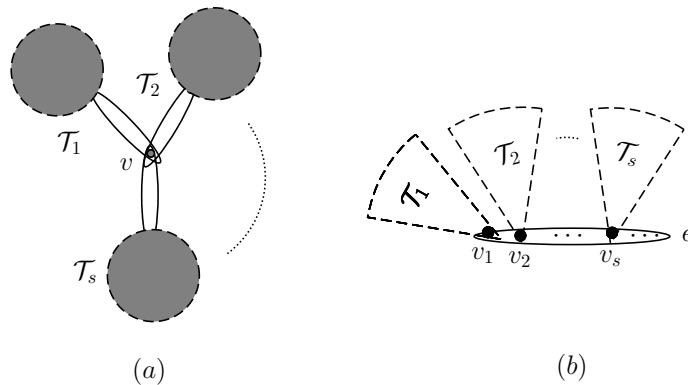 𝒯₂
𝒯₁
v
𝒯ₛ
(a)
𝒯₂
𝒯ₛ
𝒯₁
e
v₁
v₂
vₛ
(b)